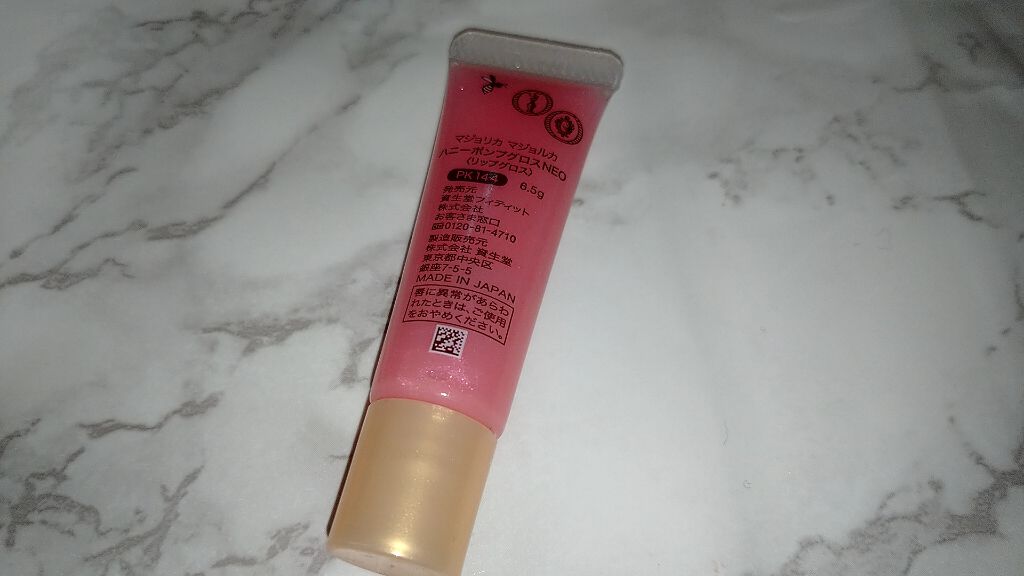 マジョリカ マジョルカ
ハニーポンプグロスNEO
〈リップグロス〉
PK144 6.5g
発売元
資生堂フィティット
株式会社
お客さま窓口
0120-81-4710
製造販売元
株式会社 資生堂
東京都中央区
銀座7-5-5
MADE IN JAPAN
唇に異常があらわ
れたときは、ご使用
をおやめください。